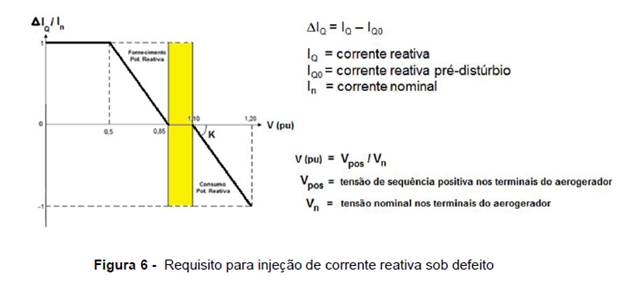 ΔI_Q / I_n
1
Fornecimento
Pot. Reativa
0
0,5
0,85
1,10
1,20
V (pu)
K
Consumo
Pot. Reativa
-1
ΔI_Q = I_Q – I_Q0
I_Q = corrente reativa
I_Q0 = corrente reativa pré-distúrbio
I_n = corrente nominal
V (pu) = V_pos / V_n
V_pos = tensão de sequência positiva nos terminais do aerogerador
V_n = tensão nominal nos terminais do aerogerador
Figura 6 - Requisito para injeção de corrente reativa sob defeito